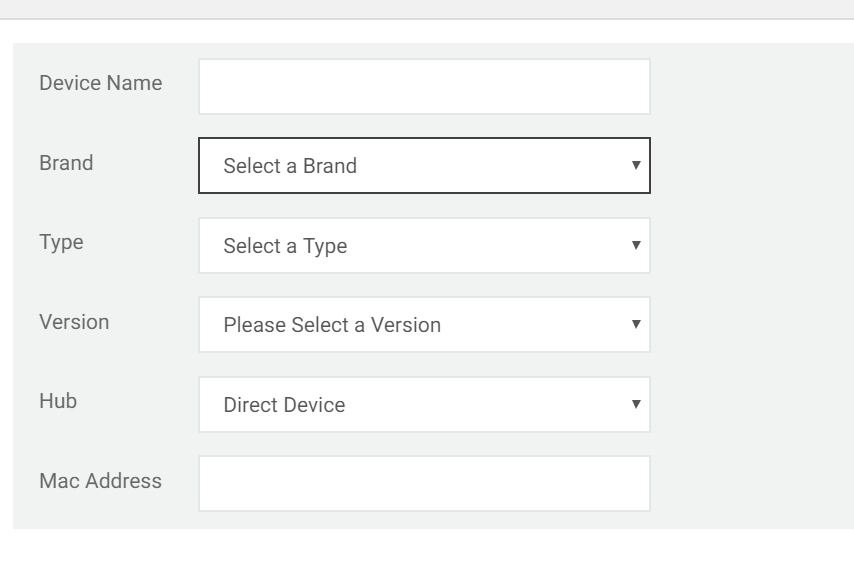 Device Name
Brand
Select a Brand
Type
Select a Type
Version
Please Select a Version
Hub
Direct Device
Mac Address